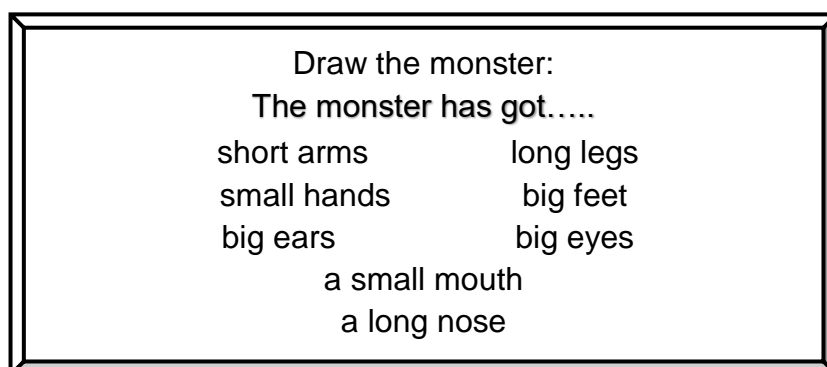 Draw the monster:
The monster has got…..
short arms long legs
small hands big feet
big ears big eyes
a small mouth
a long nose